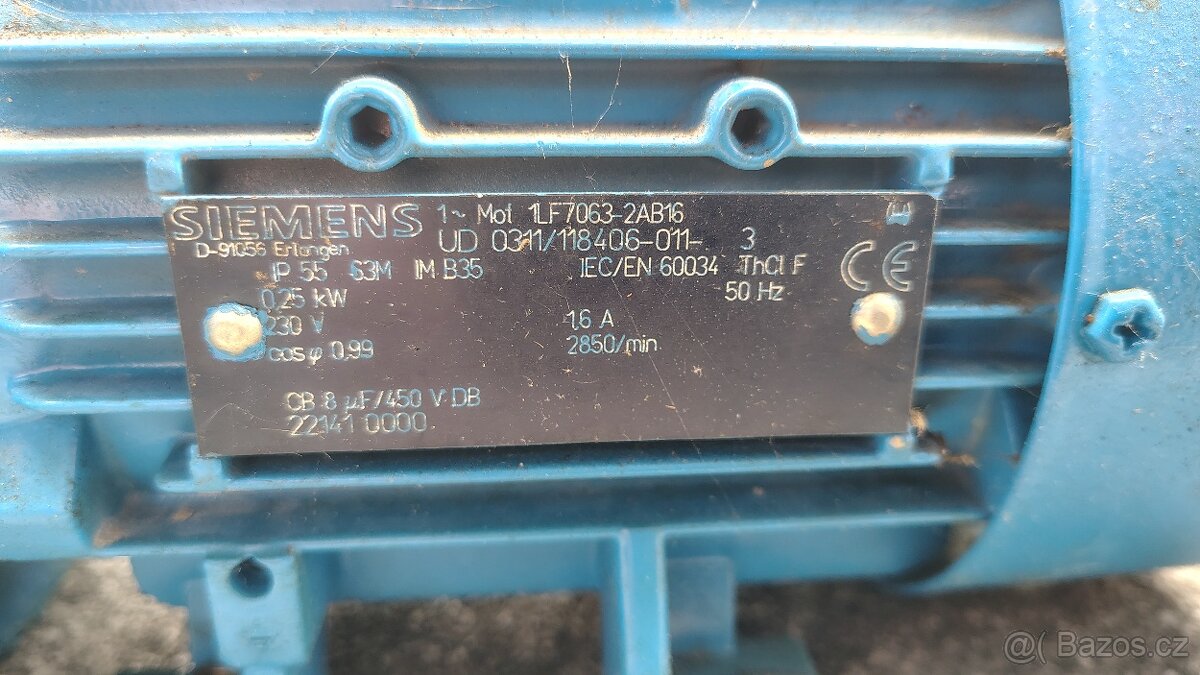 SIEMENS 1~ Mot 1LF7063-2AB16
D-91056 Erlangen UD 0311/118406-011- 3
IP 55 63M IM B35 IEC/EN 60034 ThCl F
0,25 kW 50 Hz
230 V 1,6 A
cos φ 0,99 2850/min
CE
CB 8 µF/450 V DB
22141 0000
@( Bazos.cz